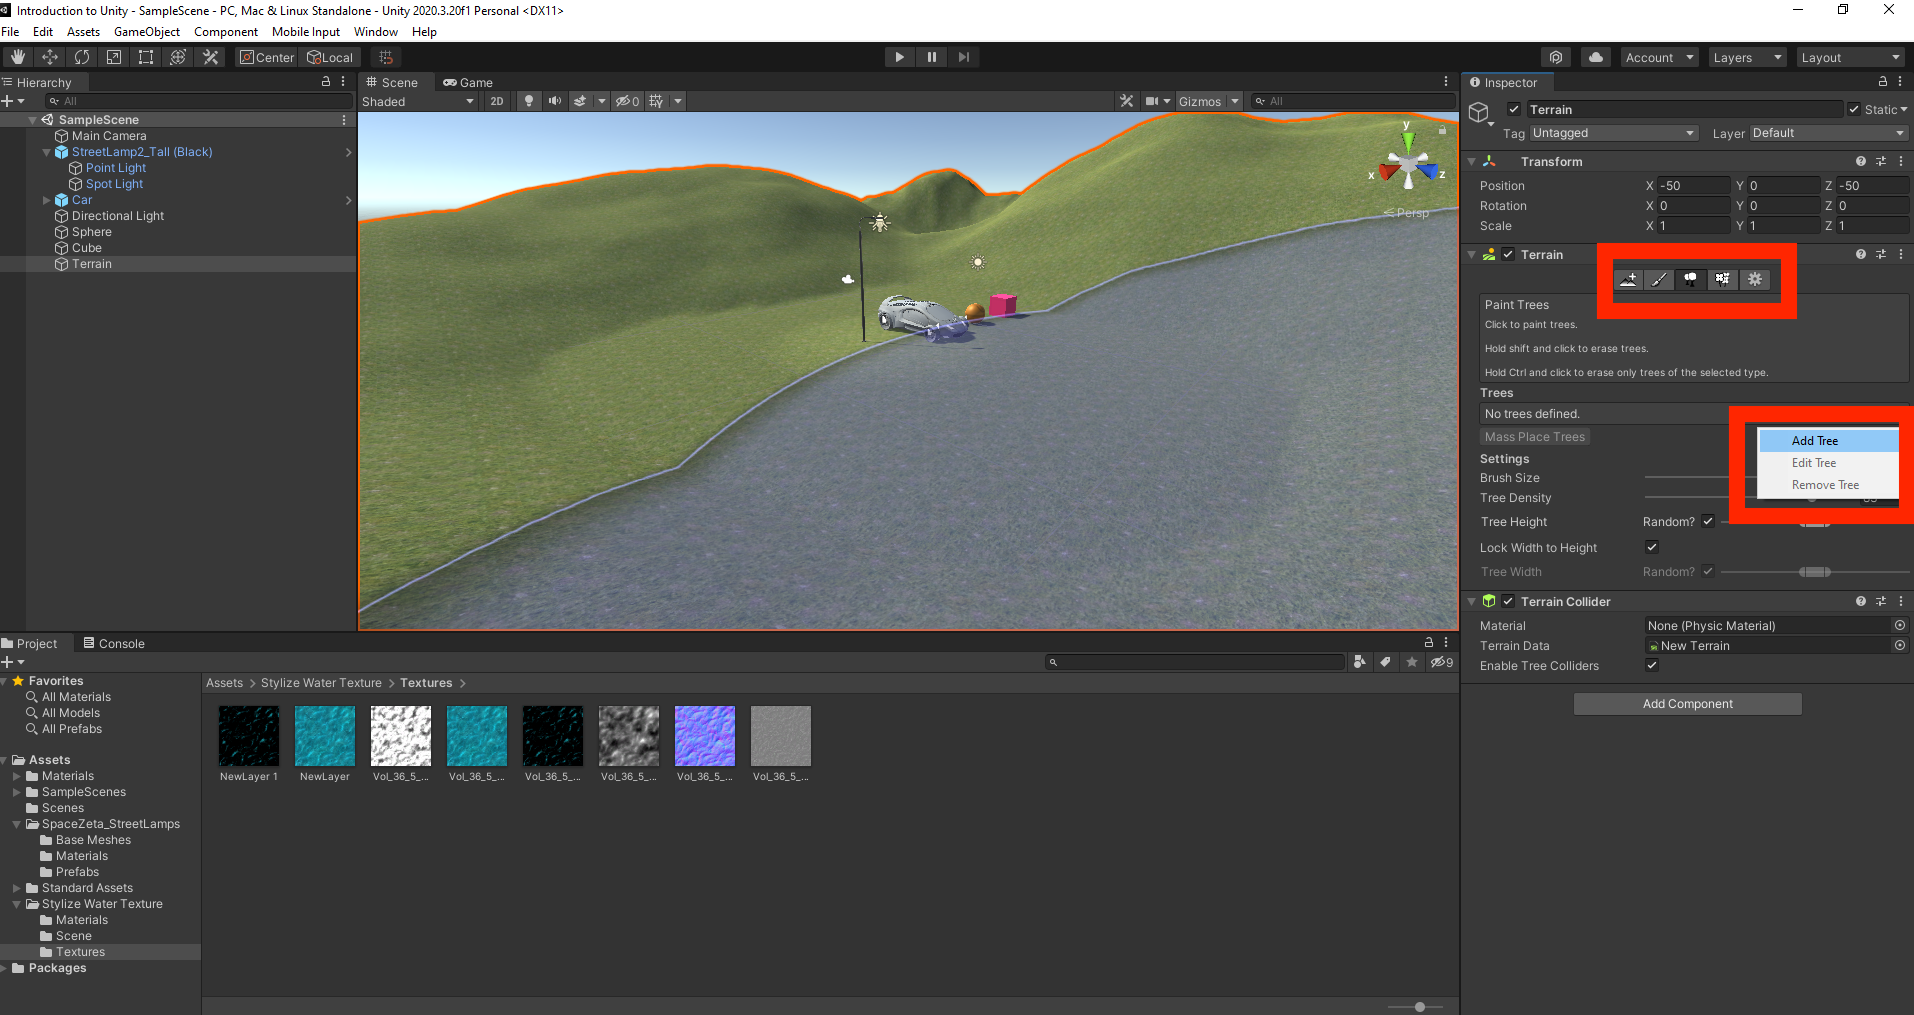 Introduction to Unity - SampleScene - PC, Mac & Linux Standalone - Unity 2020.3.20f1 Personal <DX11>
File Edit Assets GameObject Component Mobile Input Window Help
Center Local Account Layers Layout
Hierarchy
All
SampleScene
Main Camera
StreetLamp2_Tall (Black)
Point Light
Spot Light
Car
Directional Light
Sphere
Cube
Terrain
Scene Game
Shaded 2D 0 Gizmos All
y
x z
Persp
Inspector
Terrain Static
Tag Untagged Layer Default
Transform
Position X -50 Y 0 Z -50
Rotation X 0 Y 0 Z 0
Scale X 1 Y 1 Z 1
Terrain
Paint Trees
Click to paint trees.
Hold shift and click to erase trees.
Hold Ctrl and click to erase only trees of the selected type.
Trees
No trees defined.
Mass Place Trees
Add Tree
Edit Tree
Remove Tree
Settings
Brush Size
Tree Density
Tree Height Random?
Lock Width to Height
Tree Width Random?
Terrain Collider
Material None (Physic Material)
Terrain Data New Terrain
Enable Tree Colliders
Add Component
Project Console
9
Favorites
All Materials
All Models
All Prefabs
Assets
Materials
SampleScenes
Scenes
SpaceZeta_StreetLamps
Base Meshes
Materials
Prefabs
Standard Assets
Stylize Water Texture
Materials
Scene
Textures
Packages
Assets > Stylize Water Texture > Textures >
NewLayer 1 NewLayer Vol_36_5_... Vol_36_5_... Vol_36_5_... Vol_36_5_... Vol_36_5_... Vol_36_5_...